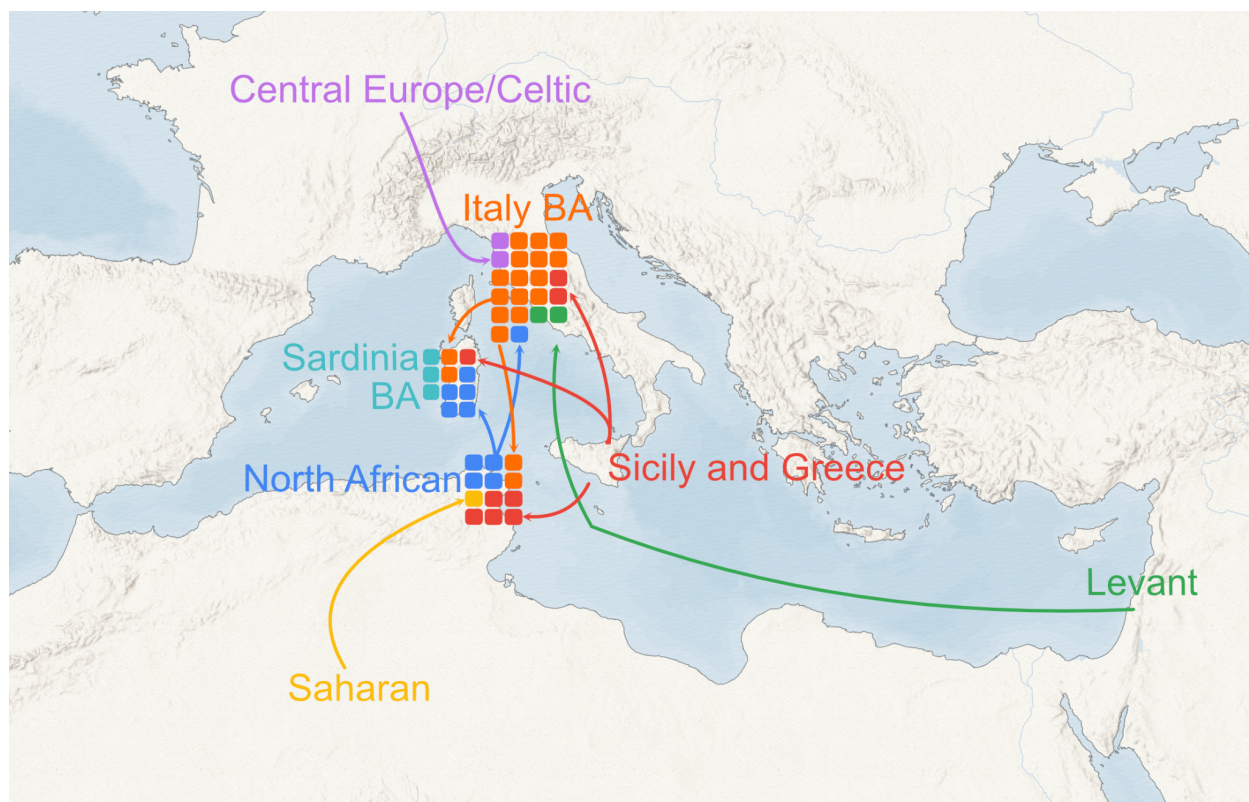 Central Europe/Celtic
Italy BA
Sardinia
BA
North African
Sicily and Greece
Levant
Saharan